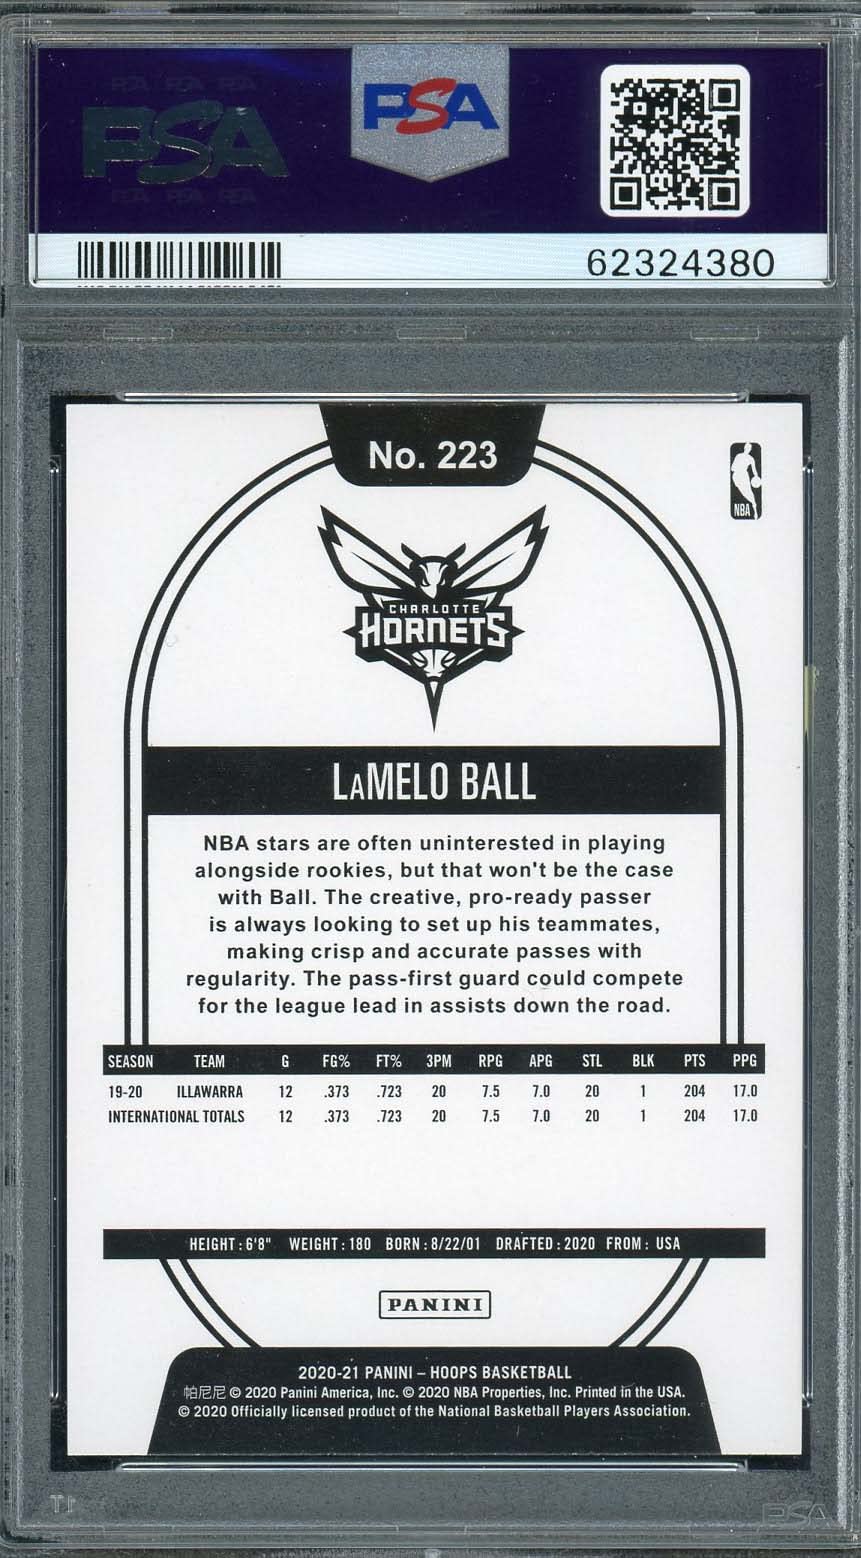 PSA PSA PSA
PSA
PSA PSA PSA
PSA
62324380
No. 223
NBA
CHARLOTTE
HORNETS
LaMELO BALL
NBA stars are often uninterested in playing
alongside rookies, but that won't be the case
with Ball. The creative, pro-ready passer
is always looking to set up his teammates,
making crisp and accurate passes with
regularity. The pass-first guard could compete
for the league lead in assists down the road.
SEASON TEAM G FG% FT% 3PM RPG APG STL BLK PTS PPG
19-20 ILLAWARRA 12 .373 .723 20 7.5 7.0 20 1 204 17.0
INTERNATIONAL TOTALS 12 .373 .723 20 7.5 7.0 20 1 204 17.0
HEIGHT: 6'8" WEIGHT: 180 BORN: 8/22/01 DRAFTED: 2020 FROM: USA
PANINI
2020-21 PANINI – HOOPS BASKETBALL
帕尼尼 © 2020 Panini America, Inc. © 2020 NBA Properties, Inc. Printed in the USA.
© 2020 Officially licensed product of the National Basketball Players Association.
PSA